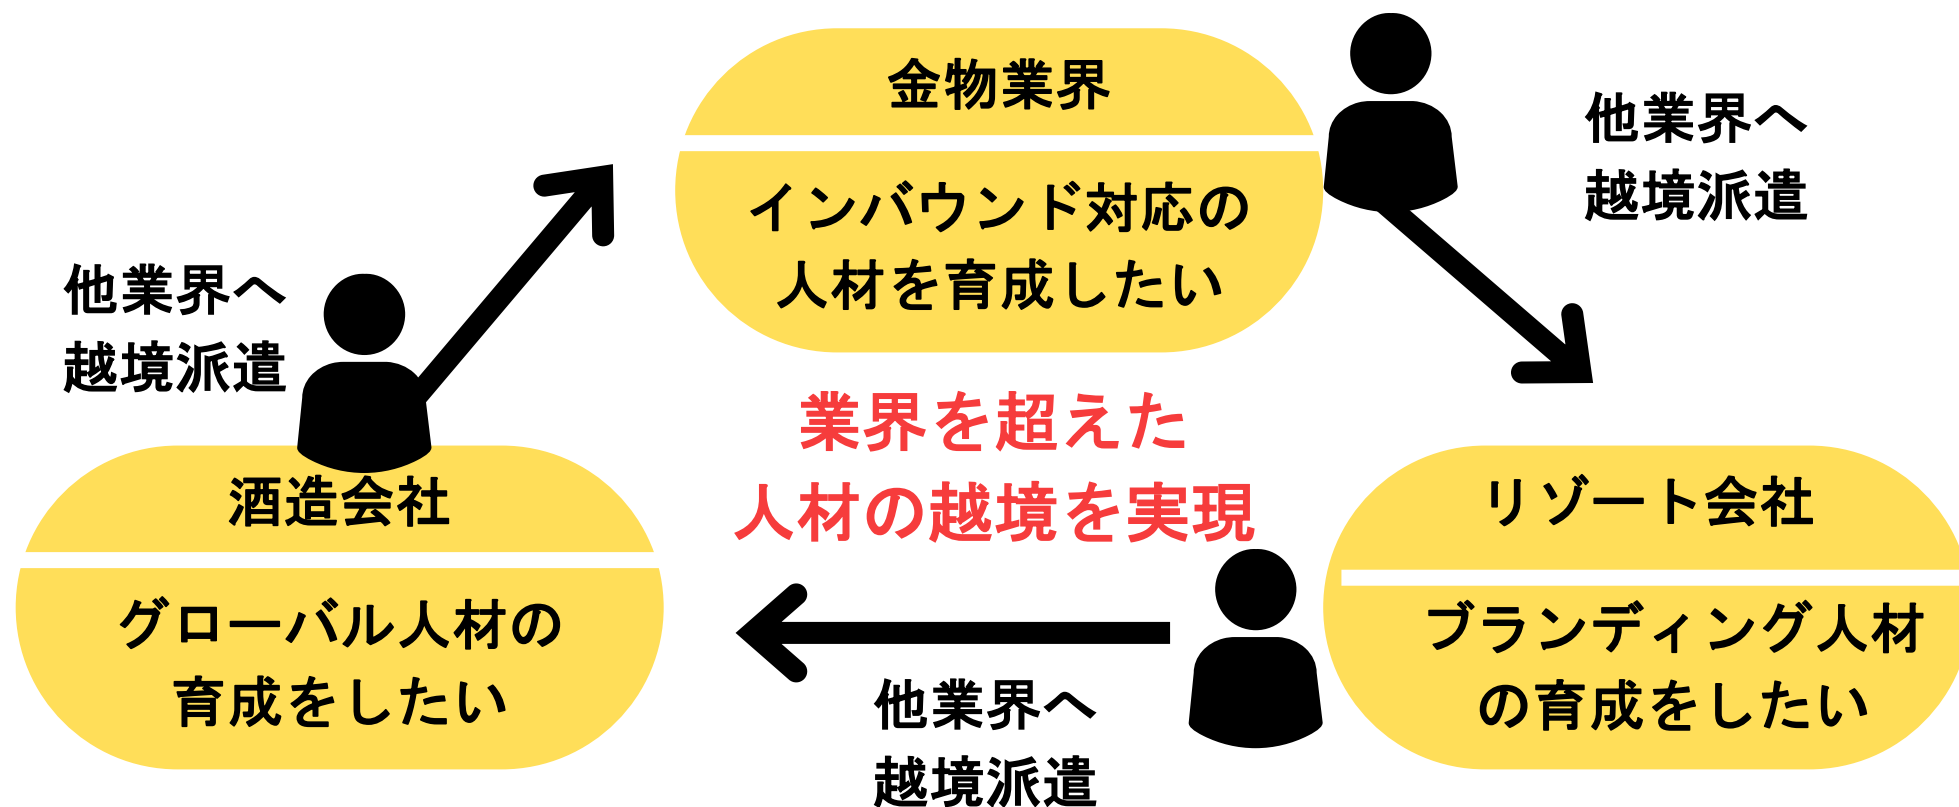 金物業界
インバウンド対応の
人材を育成したい
他業界へ
越境派遣
他業界へ
越境派遣
業界を超えた
人材の越境を実現
酒造会社
グローバル人材の
育成をしたい
リゾート会社
ブランディング人材
の育成をしたい
他業界へ
越境派遣